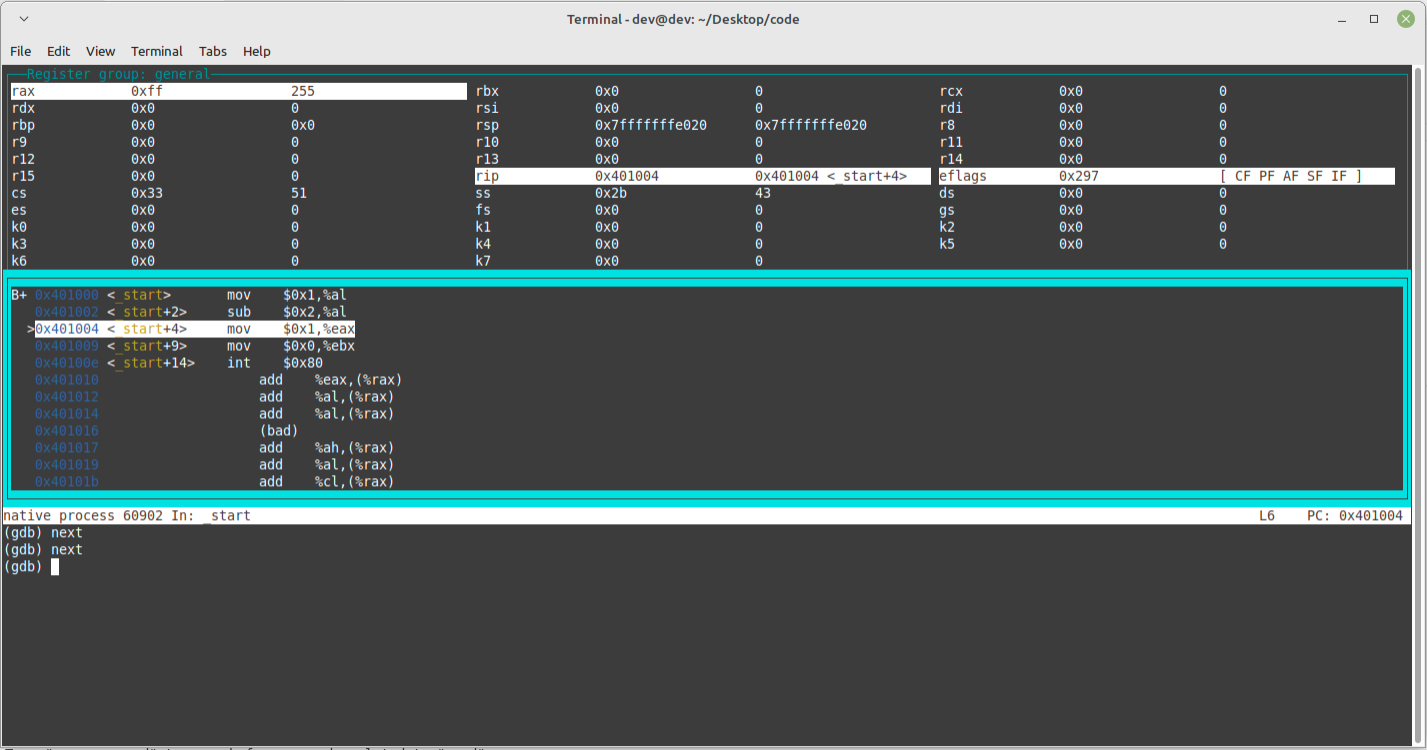 Terminal - dev@dev: ~/Desktop/code
File Edit View Terminal Tabs Help
Register group: general
rax 0xff 255 rbx 0x0 0 rcx 0x0 0
rdx 0x0 0 rsi 0x0 0 rdi 0x0 0
rbp 0x0 0x0 rsp 0x7fffffffe020 0x7fffffffe020 r8 0x0 0
r9 0x0 0 r10 0x0 0 r11 0x0 0
r12 0x0 0 r13 0x0 0 r14 0x0 0
r15 0x0 0 rip 0x401004 0x401004 <_start+4> eflags 0x297 [ CF PF AF SF IF ]
cs 0x33 51 ss 0x2b 43 ds 0x0 0
es 0x0 0 fs 0x0 0 gs 0x0 0
k0 0x0 0 k1 0x0 0 k2 0x0 0
k3 0x0 0 k4 0x0 0 k5 0x0 0
k6 0x0 0 k7 0x0 0
B+ 0x401000 <_start> mov $0x1,%al
0x401002 <_start+2> sub $0x2,%al
>0x401004 <_start+4> mov $0x1,%eax
0x401009 <_start+9> mov $0x0,%ebx
0x40100e <_start+14> int $0x80
0x401010 add %eax,(%rax)
0x401012 add %al,(%rax)
0x401014 add %al,(%rax)
0x401016 (bad)
0x401017 add %ah,(%rax)
0x401019 add %al,(%rax)
0x40101b add %cl,(%rax)
native process 60902 In: _start L6 PC: 0x401004
(gdb) next
(gdb) next
(gdb)